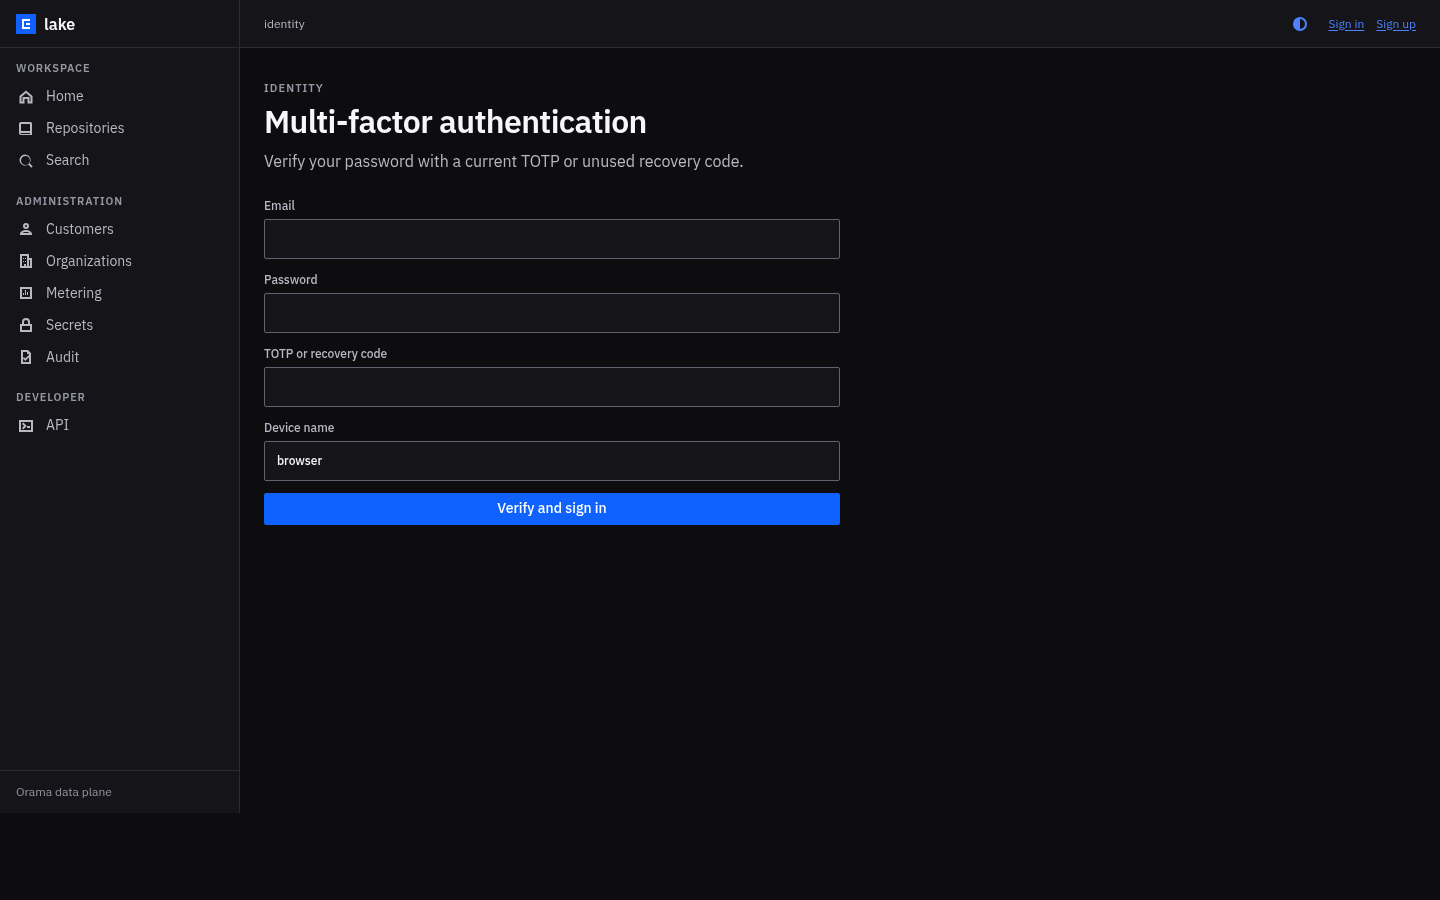 lake
identity
Sign in
Sign up
WORKSPACE
Home
Repositories
Search
ADMINISTRATION
Customers
Organizations
Metering
Secrets
Audit
DEVELOPER
API
Orama data plane
IDENTITY
Multi-factor authentication
Verify your password with a current TOTP or unused recovery code.
Email
Password
TOTP or recovery code
Device name
browser
Verify and sign in